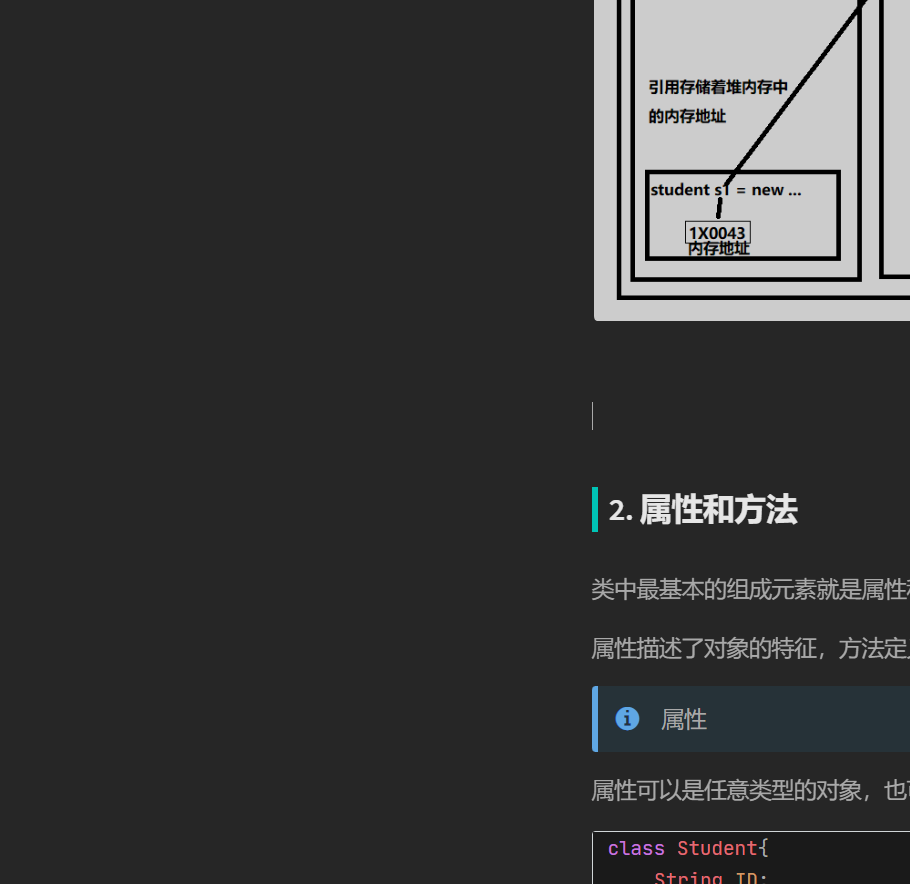 引用存储着堆内存中
的内存地址
student s1 = new ...
1X0043
内存地址
2. 属性和方法
类中最基本的组成元素就是属性
属性描述了对象的特征，方法定
属性
属性可以是任意类型的对象，也
class Student{
String ID;